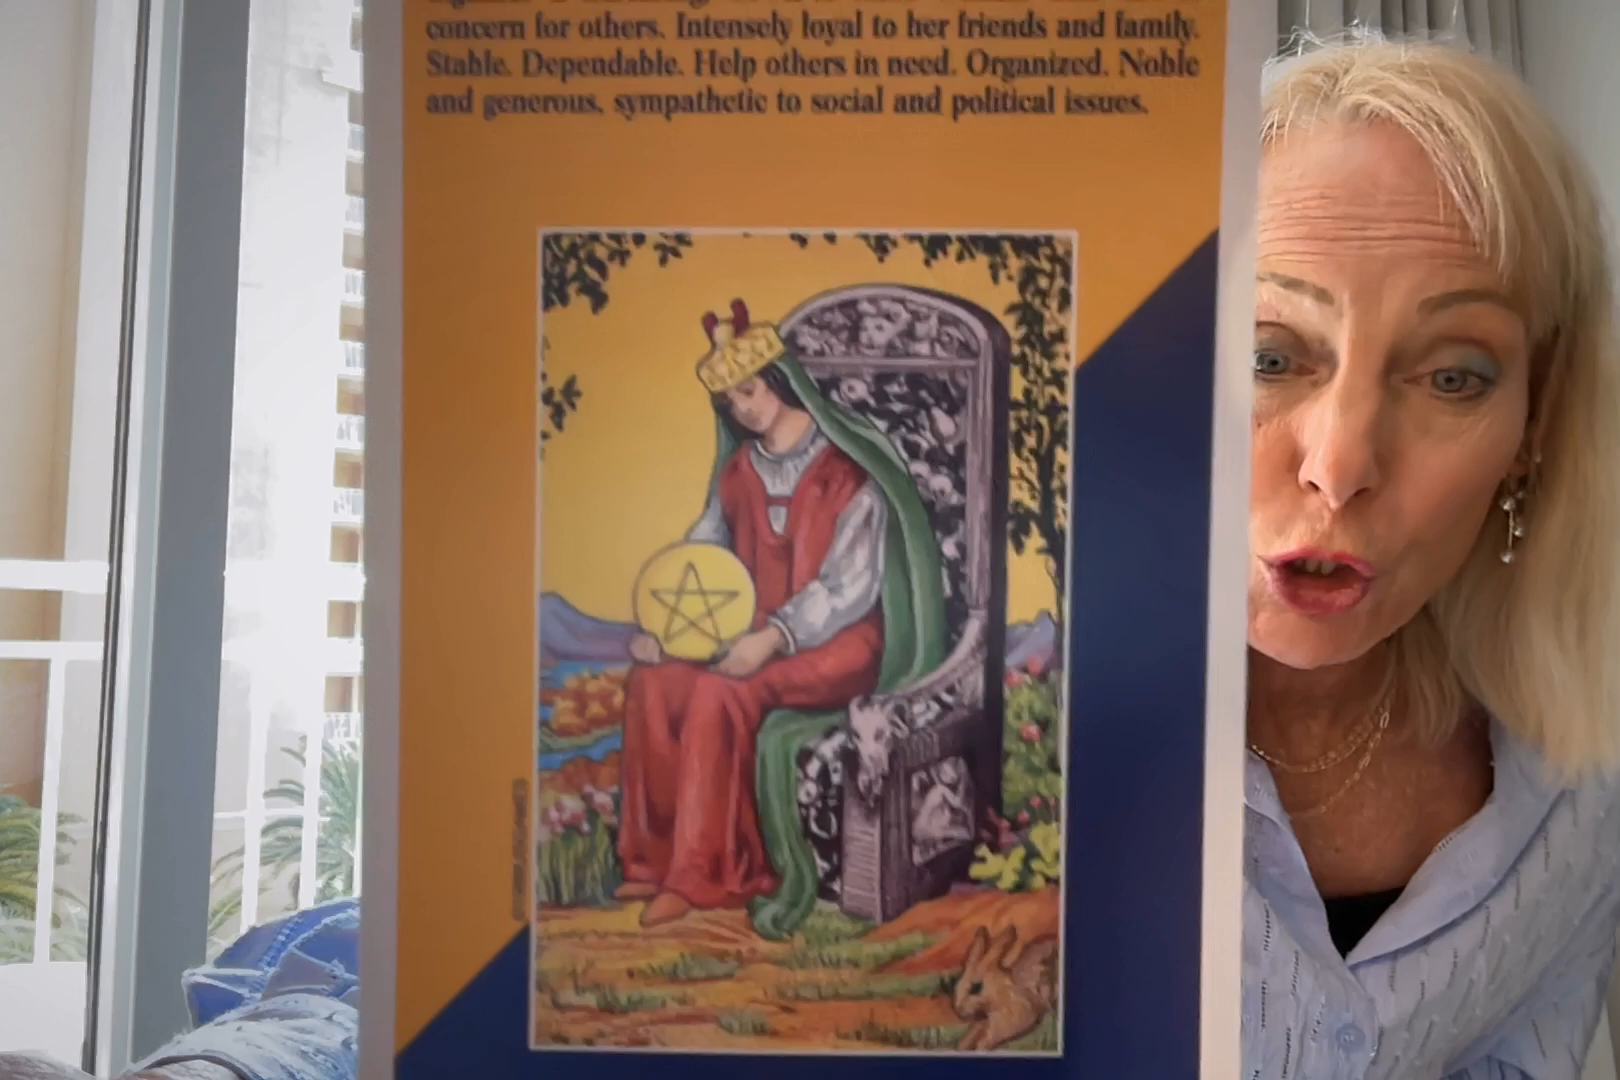 concern for others. Intensely loyal to her friends and family.
Stable. Dependable. Help others in need. Organized. Noble
and generous, sympathetic to social and political issues.